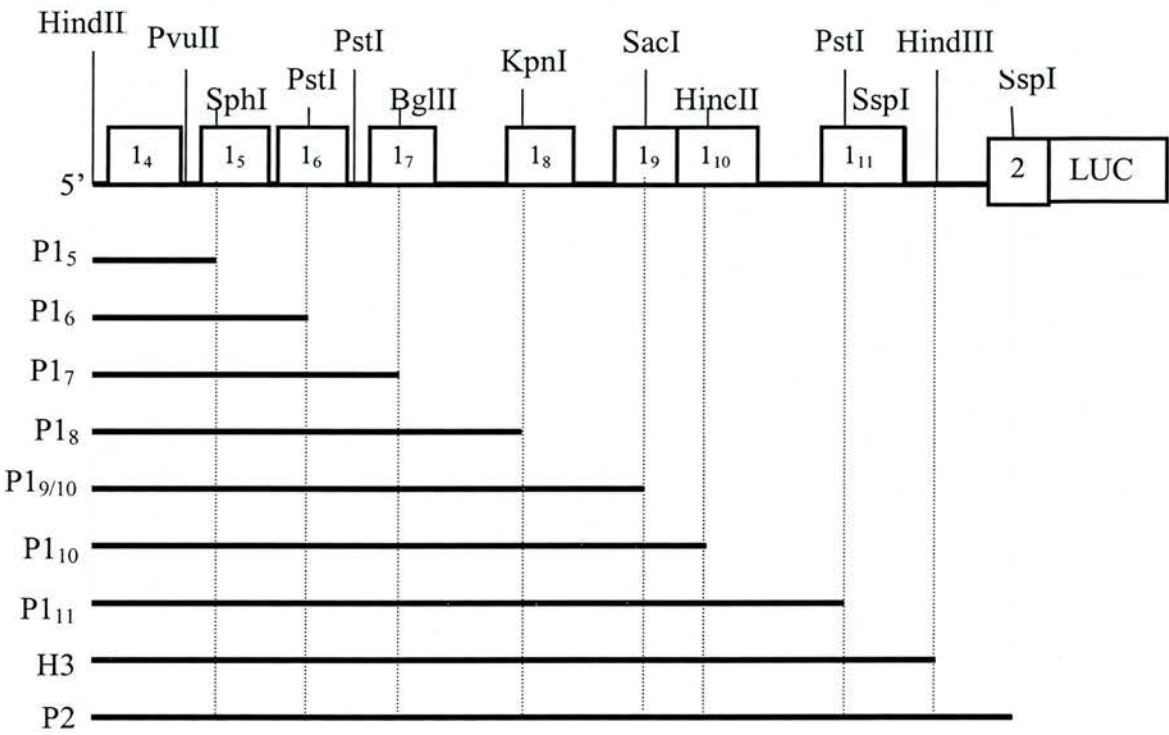 HindII PvuII PstI SacI PstI HindIII
KpnI SspI
PstI
SphI BglII HincII SspI
1₄ 1₅ 1₆ 1₇ 1₈ 1₉ 1₁₀ 1₁₁ 2 LUC
5’
P1₅
P1₆
P1₇
P1₈
P1₉/₁₀
P1₁₀
P1₁₁
H3
P2